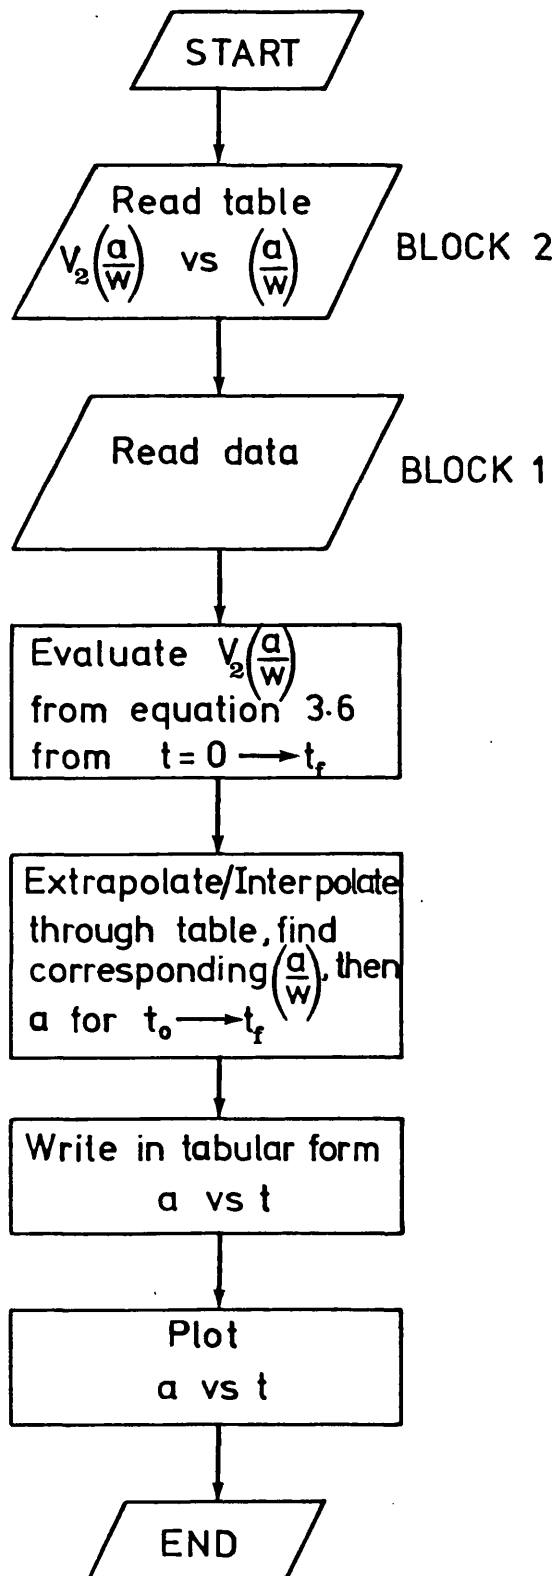 START
Read table
V₂(a/w) vs (a/w)
BLOCK 2
Read data
BLOCK 1
Evaluate V₂(a/w)
from equation 3·6
from t = 0 ⟶ t_f
Extrapolate/Interpolate
through table, find
corresponding (a/w), then
a for t₀ ⟶ t_f
Write in tabular form
a vs t
Plot
a vs t
END